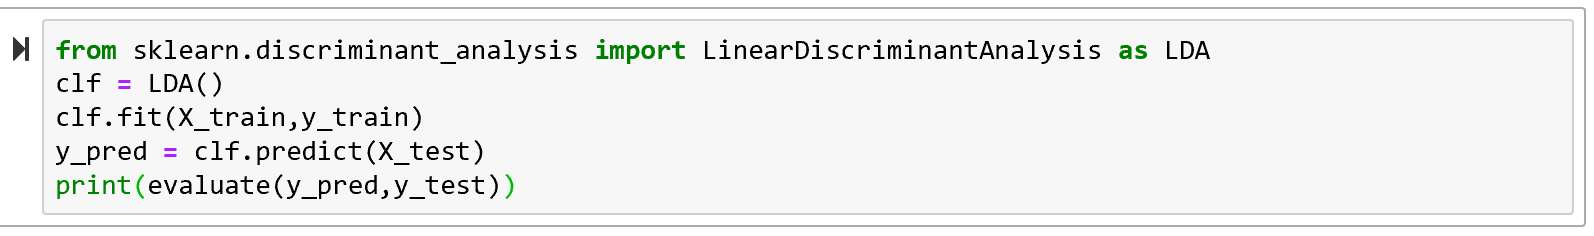 from sklearn.discriminant_analysis import LinearDiscriminantAnalysis as LDA
clf = LDA()
clf.fit(X_train,y_train)
y_pred = clf.predict(X_test)
print(evaluate(y_pred,y_test))